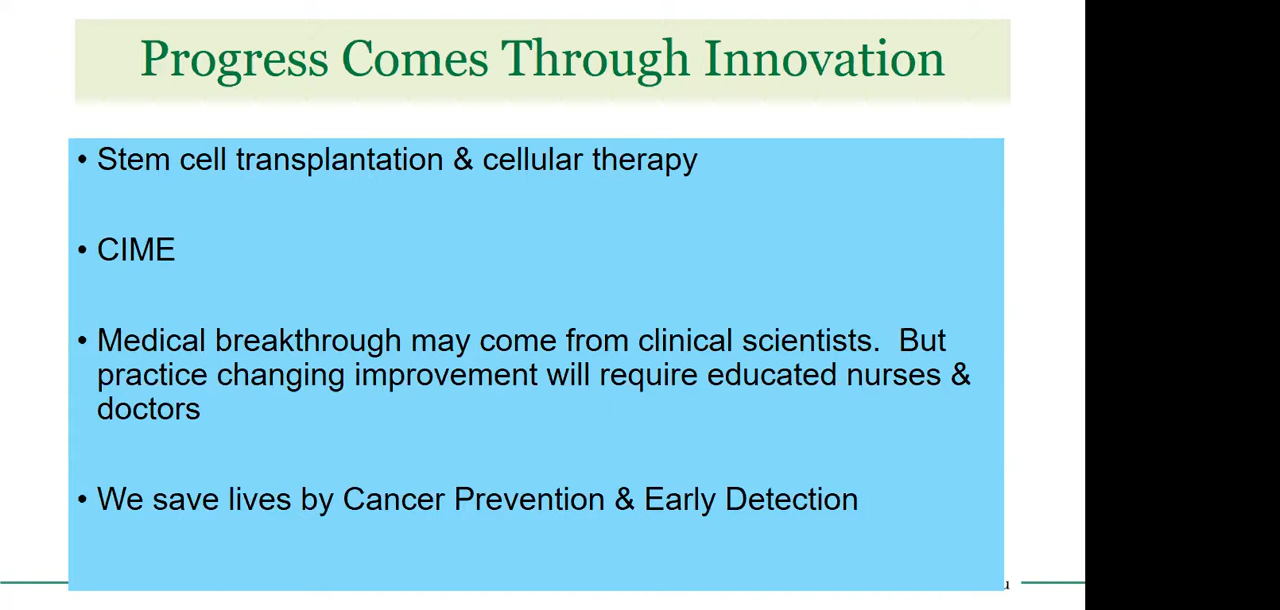 Progress Comes Through Innovation
• Stem cell transplantation & cellular therapy
• CIME
• Medical breakthrough may come from clinical scientists.  But
practice changing improvement will require educated nurses &
doctors
• We save lives by Cancer Prevention & Early Detection